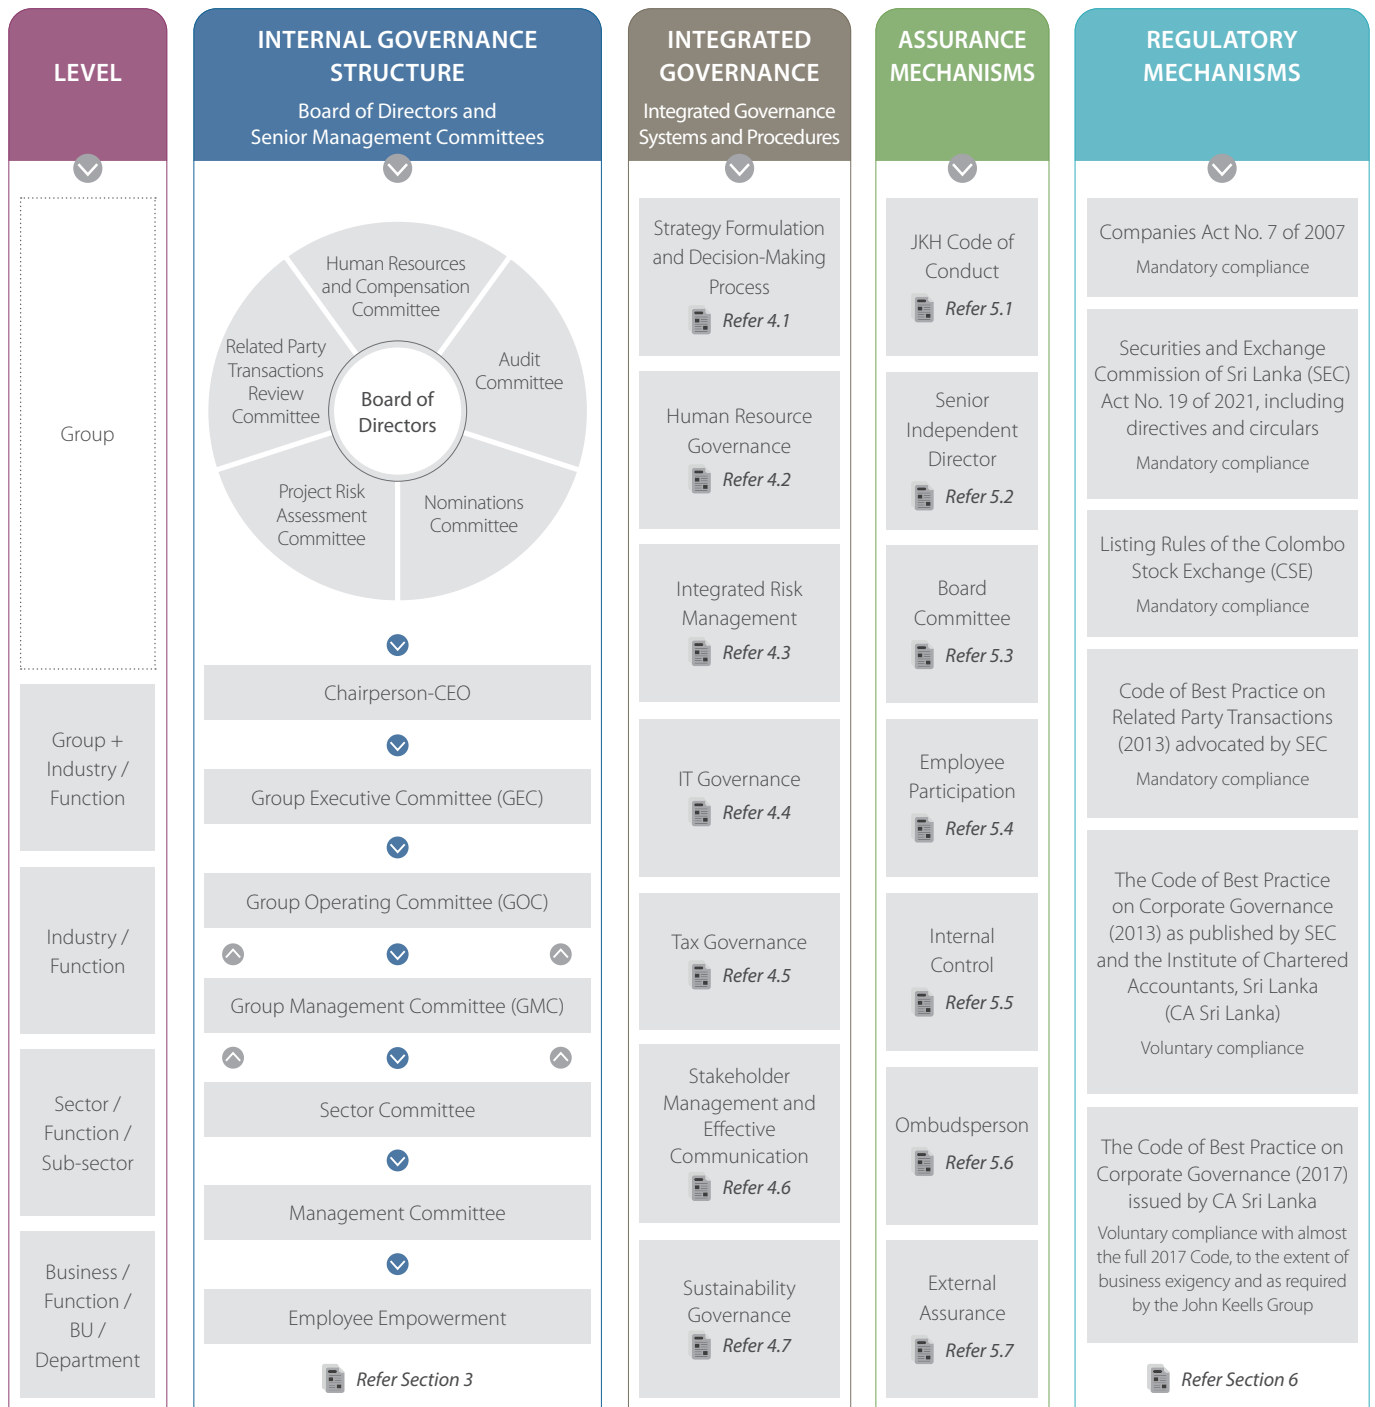 LEVEL
Group
Group +
Industry /
Function
Industry /
Function
Sector /
Function /
Sub-sector
Business /
Function /
BU /
Department
INTERNAL GOVERNANCE
STRUCTURE
Board of Directors and
Senior Management Committees
Human Resources
and Compensation
Committee
Related Party
Transactions
Review
Committee
Audit
Committee
Board of
Directors
Project Risk
Assessment
Committee
Nominations
Committee
Chairperson-CEO
Group Executive Committee (GEC)
Group Operating Committee (GOC)
Group Management Committee (GMC)
Sector Committee
Management Committee
Employee Empowerment
Refer Section 3
INTEGRATED
GOVERNANCE
Integrated Governance
Systems and Procedures
Strategy Formulation
and Decision-Making
Process
Refer 4.1
Human Resource
Governance
Refer 4.2
Integrated Risk
Management
Refer 4.3
IT Governance
Refer 4.4
Tax Governance
Refer 4.5
Stakeholder
Management and
Effective
Communication
Refer 4.6
Sustainability
Governance
Refer 4.7
ASSURANCE
MECHANISMS
JKH Code of
Conduct
Refer 5.1
Senior
Independent
Director
Refer 5.2
Board
Committee
Refer 5.3
Employee
Participation
Refer 5.4
Internal
Control
Refer 5.5
Ombudsperson
Refer 5.6
External
Assurance
Refer 5.7
REGULATORY
MECHANISMS
Companies Act No. 7 of 2007
Mandatory compliance
Securities and Exchange
Commission of Sri Lanka (SEC)
Act No. 19 of 2021, including
directives and circulars
Mandatory compliance
Listing Rules of the Colombo
Stock Exchange (CSE)
Mandatory compliance
Code of Best Practice on
Related Party Transactions
(2013) advocated by SEC
Mandatory compliance
The Code of Best Practice
on Corporate Governance
(2013) as published by SEC
and the Institute of Chartered
Accountants, Sri Lanka
(CA Sri Lanka)
Voluntary compliance
The Code of Best Practice on
Corporate Governance (2017)
issued by CA Sri Lanka
Voluntary compliance with almost
the full 2017 Code, to the extent of
business exigency and as required
by the John Keells Group
Refer Section 6